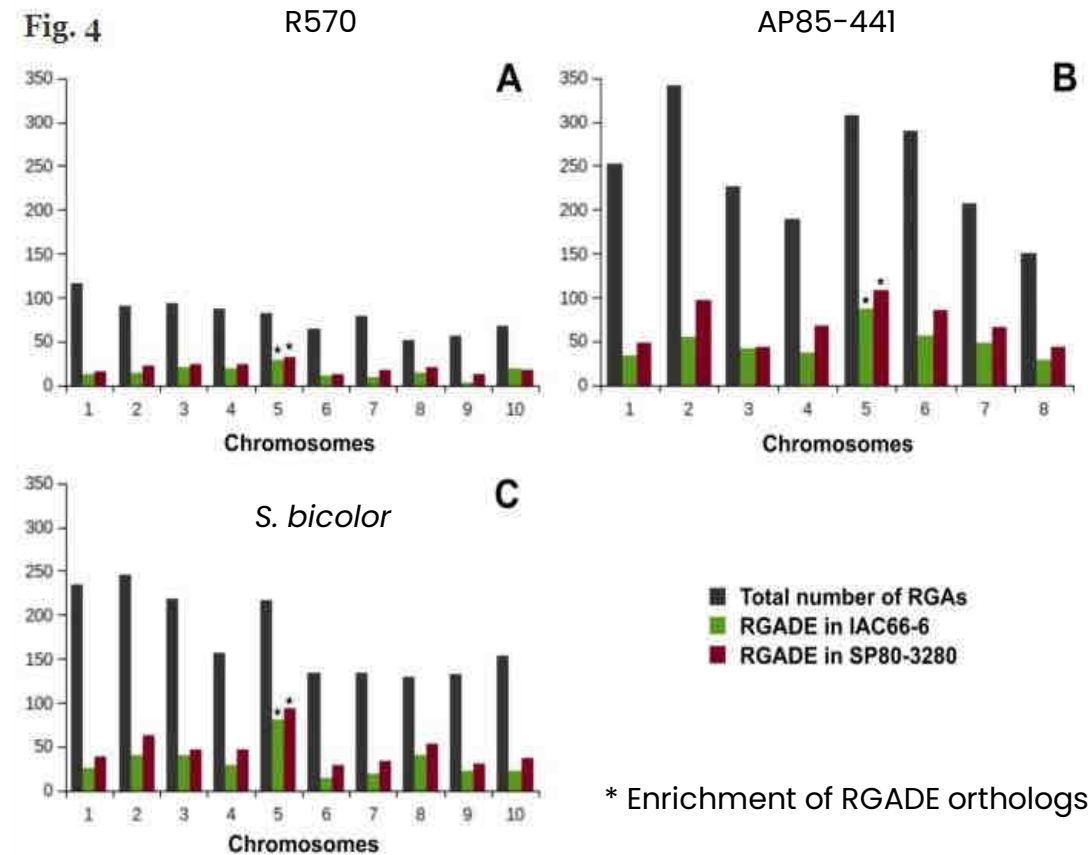 Fig. 4
R570
AP85-441
A
B
350
300
250
200
150
100
50
0
1 2 3 4 5 6 7 8 9 10
Chromosomes
* *
350
300
250
200
150
100
50
0
1 2 3 4 5 6 7 8
Chromosomes
* *
C
S. bicolor
350
300
250
200
150
100
50
0
1 2 3 4 5 6 7 8 9 10
Chromosomes
* *
Total number of RGAs
RGADE in IAC66-6
RGADE in SP80-3280
* Enrichment of RGADE orthologs